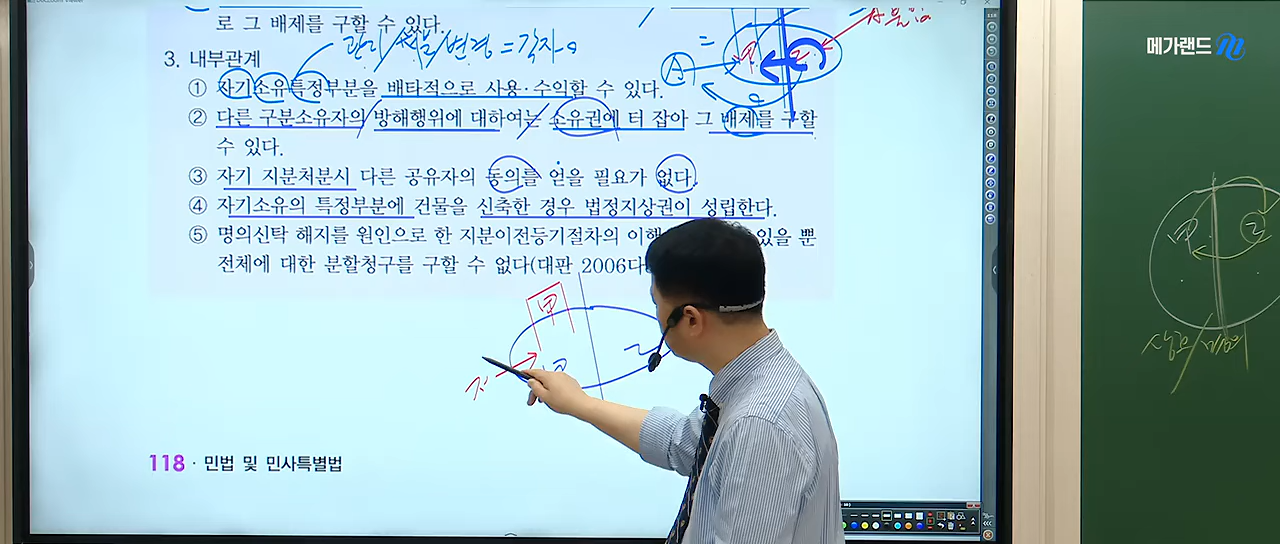 로 그 배제를 구할 수 있다.
관리/처분/변경 = 각자
3. 내부관계
① 자기소유특정부분을 배타적으로 사용·수익할 수 있다.
② 다른 구분소유자의 방해행위에 대하여는 소유권에 터 잡아 그 배제를 구할
수 있다.
③ 자기 지분처분시 다른 공유자의 동의를 얻을 필요가 없다.
④ 자기소유의 특정부분에 건물을 신축한 경우 법정지상권이 성립한다.
⑤ 명의신탁 해지를 원인으로 한 지분이전등기절차의 이행 있을 뿐
전체에 대한 분할청구를 구할 수 없다(대판 2006다
甲
甲 乙
118 · 민법 및 민사특별법
메가랜드 M
甲 乙